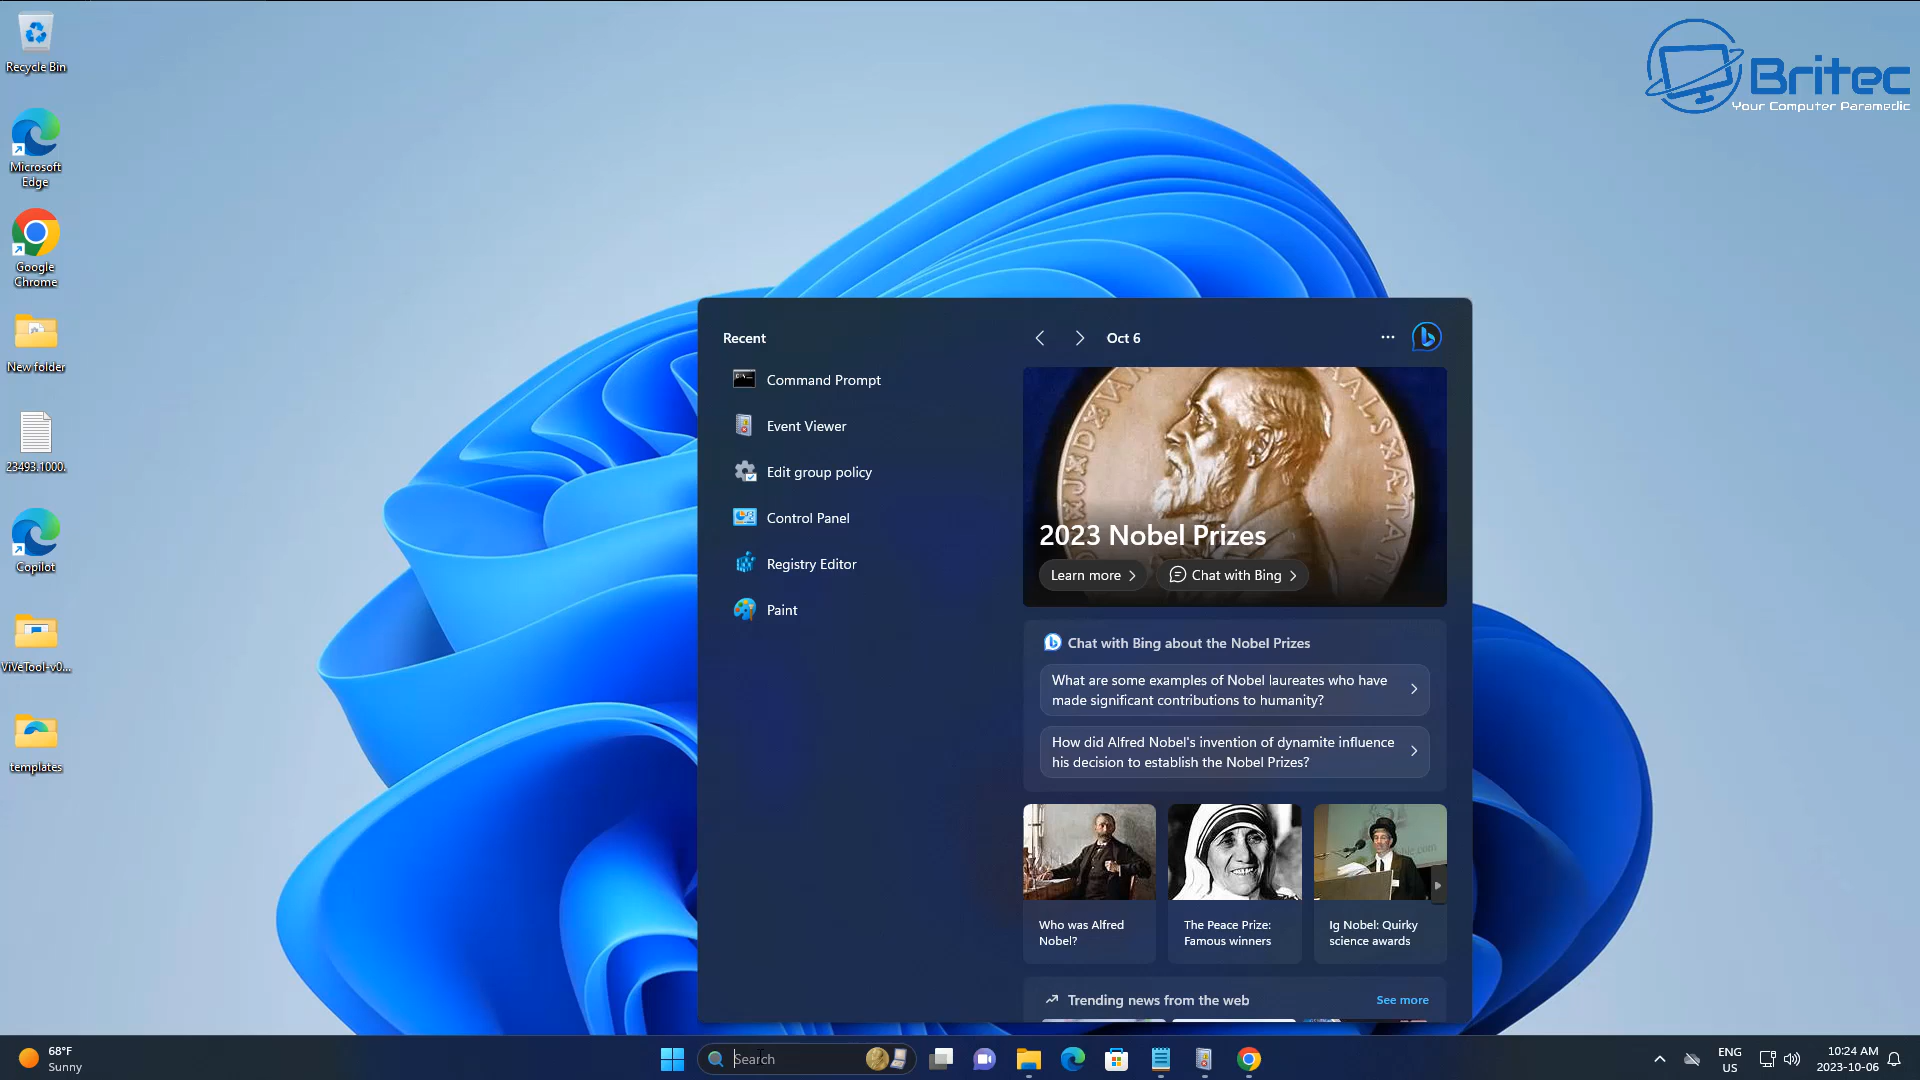 Recycle Bin
Microsoft
Edge
Google
Chrome
New folder
23493.1000.
Copilot
ViVeTool-v0...
templates
Britec
Your Computer Paramedic
Recent
Command Prompt
Event Viewer
Edit group policy
Control Panel
Registry Editor
Paint
Oct 6
2023 Nobel Prizes
Learn more
Chat with Bing
Chat with Bing about the Nobel Prizes
What are some examples of Nobel laureates who have
made significant contributions to humanity?
How did Alfred Nobel's invention of dynamite influence
his decision to establish the Nobel Prizes?
Who was Alfred
Nobel?
The Peace Prize:
Famous winners
Ig Nobel: Quirky
science awards
Trending news from the web
See more
68°F
Sunny
Search
ENG
US
10:24 AM
2023-10-06